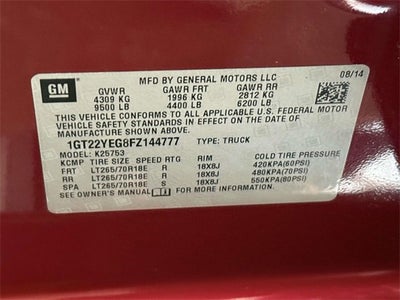 GM
MFD BY GENERAL MOTORS LLC
08/14
GVWR GAWR FRT GAWR RR
4309 KG 1996 KG 2812 KG
9500 LB 4400 LB 6200 LB
THIS VEHICLE CONFORMS TO ALL APPLICABLE U.S. FEDERAL MOTOR
VEHICLE SAFETY STANDARDS IN EFFECT ON THE DATE OF
MANUFACTURE SHOWN ABOVE.
1GT22YEG8FZ144777 TYPE: TRUCK
MODEL: K25753
KCMP TIRE SIZE SPEED RTG RIM COLD TIRE PRESSURE
FRT LT265/70R18E R 18X8J 420KPA(60PSI)
RR LT265/70R18E R 18X8J 480KPA(70PSI)
SPA LT265/70R18E S 18X8J 550KPA(80PSI)
SEE OWNER'S MANUAL FOR ADDITIONAL INFORMATION